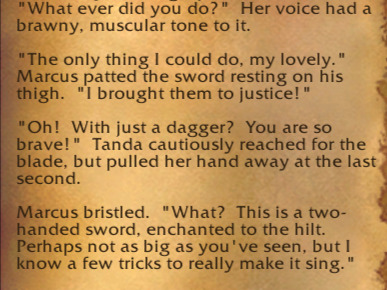 "What ever did you do?"  Her voice had a
brawny, muscular tone to it.
"The only thing I could do, my lovely."
Marcus patted the sword resting on his
thigh.  "I brought them to justice!"
"Oh!  With just a dagger?  You are so
brave!"  Tanda cautiously reached for the
blade, but pulled her hand away at the last
second.
Marcus bristled.  "What?  This is a two-
handed sword, enchanted to the hilt.
Perhaps not as big as you've seen, but I
know a few tricks to really make it sing."